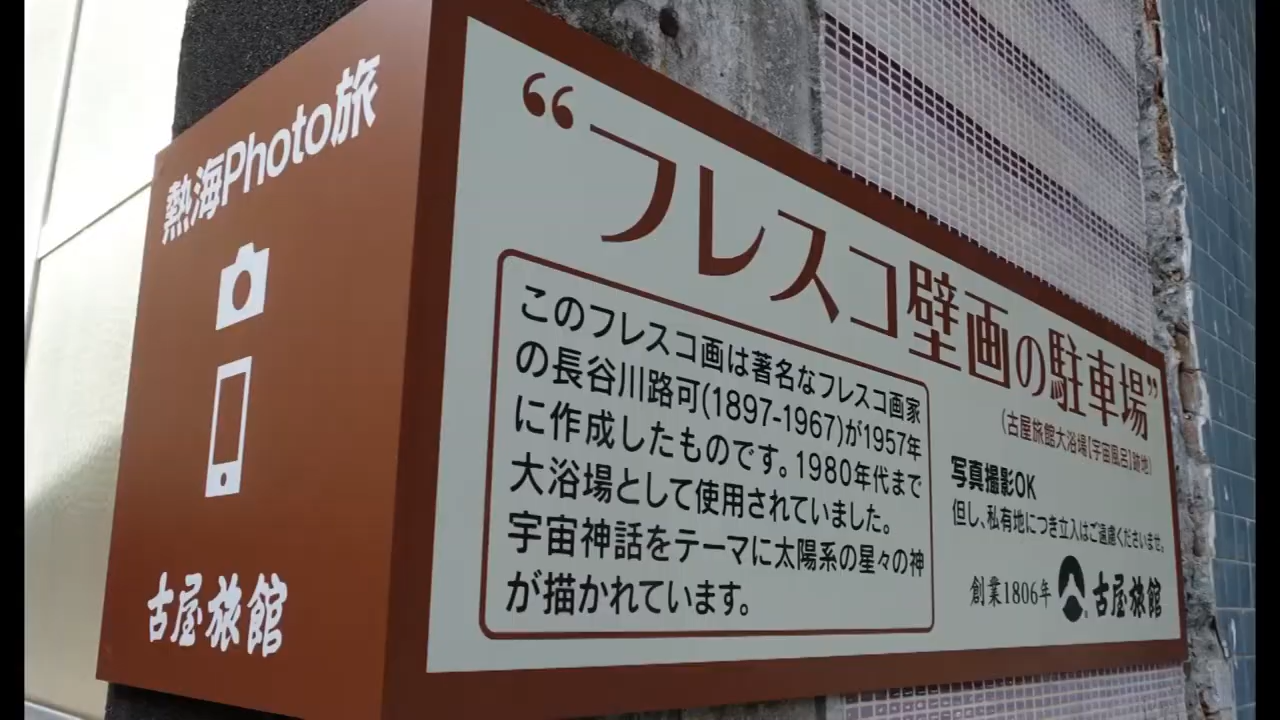 熱海Photo旅
古屋旅館
“フレスコ壁画の駐車場”
(古屋旅館大浴場【宇宙風呂】跡地)
このフレスコ画は著名なフレスコ画家
の長谷川路可(1897-1967)が1957年
に作成したものです。1980年代まで
大浴場として使用されていました。
宇宙神話をテーマに太陽系の星々の神
が描かれています。
写真撮影OK
但し、私有地につき立入はご遠慮くださいませ。
創業1806年 古屋旅館